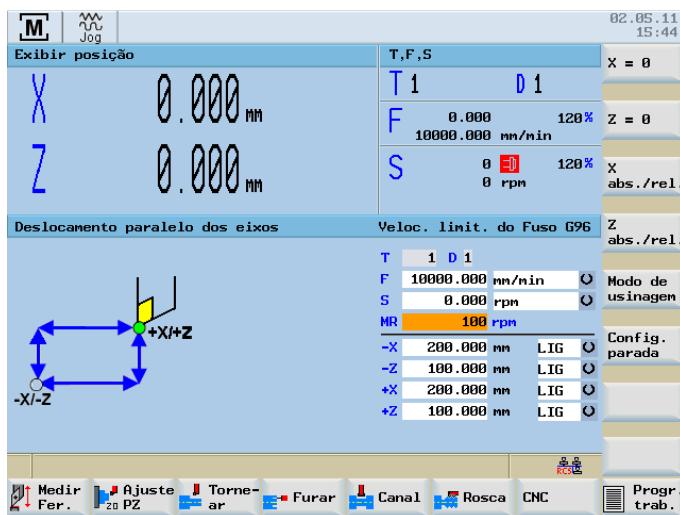 M
Jog
02.05.11
15:44
Exibir posição
T,F,S
X 0.000 mm
Z 0.000 mm
T 1 D 1
F 0.000 120%
10000.000 mm/min
S 0 120%
0 rpm
X = 0
Z = 0
X
abs./rel.
Z
abs./rel.
Modo de
usinagem
Config.
parada
Deslocamento paralelo dos eixos
Veloc. limit. do Fuso G96
+X/+Z
-X/-Z
T 1 D 1
F 10000.000 mm/min
S 0.000 rpm
MR 100 rpm
-X 200.000 mm LIG
-Z 100.000 mm LIG
+X 200.000 mm LIG
+Z 100.000 mm LIG
RCS
Medir
Fer.
Z0
Ajuste
PZ
Torne-
ar
Furar
Canal
Rosca
CNC
Progr.
trab.